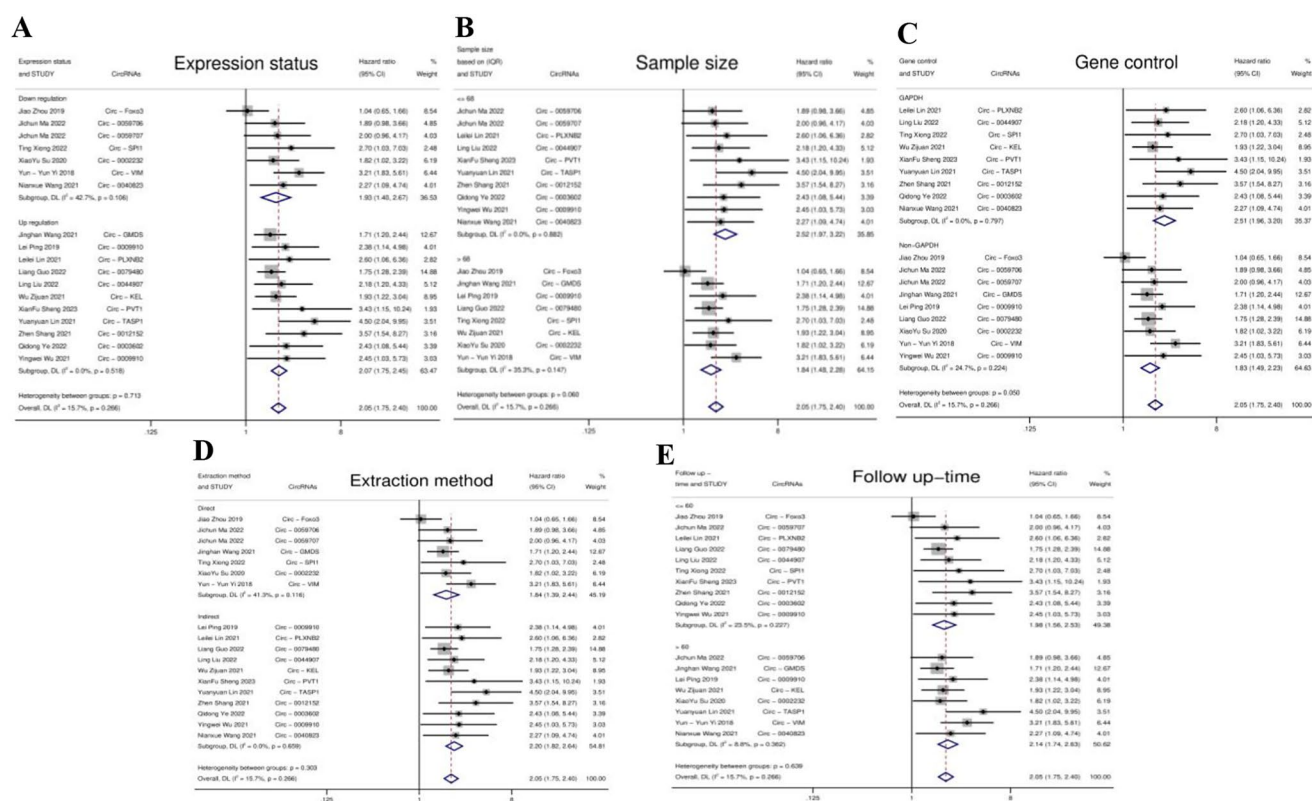 A
Expression status
Expression status
and STUDY
CircRNAs
Hazard ratio
(95% CI)
%
Weight
Down regulation
Jiao Zhou 2019 Circ − Foxo3 1.04 (0.65, 1.66) 8.54
Jichun Ma 2022 Circ − 0059706 1.89 (0.98, 3.66) 4.85
Jichun Ma 2022 Circ − 0059707 2.00 (0.96, 4.17) 4.03
Ting Xiong 2022 Circ − SPI1 2.70 (1.03, 7.03) 2.48
XiaoYu Su 2020 Circ − 0002232 1.82 (1.02, 3.22) 6.19
Yun − Yun Yi 2018 Circ − VIM 3.21 (1.83, 5.61) 6.44
Nianxue Wang 2021 Circ − 0040823 2.27 (1.09, 4.74) 4.01
Subgroup, DL (I² = 42.7%, p = 0.106) 1.93 (1.40, 2.67) 36.53
Up regulation
Jinghan Wang 2021 Circ − GMDS 1.71 (1.20, 2.44) 12.67
Lei Ping 2019 Circ − 0009910 2.38 (1.14, 4.98) 4.01
Leilei Lin 2021 Circ − PLXNB2 2.60 (1.06, 6.36) 2.82
Liang Guo 2022 Circ − 0079480 1.75 (1.28, 2.39) 14.88
Ling Liu 2022 Circ − 0044907 2.18 (1.20, 4.33) 5.12
Wu Zijuan 2021 Circ − KEL 1.93 (1.22, 3.04) 8.95
XianFu Sheng 2023 Circ − PVT1 3.43 (1.15, 10.24) 1.93
Yuanyuan Lin 2021 Circ − TASP1 4.50 (2.04, 9.95) 3.51
Zhen Shang 2021 Circ − 0012152 3.57 (1.54, 8.27) 3.16
Qidong Ye 2022 Circ − 0003602 2.43 (1.08, 5.44) 3.39
Yingwei Wu 2021 Circ − 0009910 2.45 (1.03, 5.73) 3.03
Subgroup, DL (I² = 0.0%, p = 0.518) 2.07 (1.75, 2.45) 63.47
Heterogeneity between groups: p = 0.713
Overall, DL (I² = 15.7%, p = 0.266) 2.05 (1.75, 2.40) 100.00
.125 1 8
B
Sample size
Sample size
based on (IQR)
and STUDY
CircRNAs
Hazard ratio
(95% CI)
%
Weight
<= 68
Jichun Ma 2022 Circ − 0059706 1.89 (0.98, 3.66) 4.85
Jichun Ma 2022 Circ − 0059707 2.00 (0.96, 4.17) 4.03
Leilei Lin 2021 Circ − PLXNB2 2.60 (1.06, 6.36) 2.82
Ling Liu 2022 Circ − 0044907 2.18 (1.20, 4.33) 5.12
XianFu Sheng 2023 Circ − PVT1 3.43 (1.15, 10.24) 1.93
Yuanyuan Lin 2021 Circ − TASP1 4.50 (2.04, 9.95) 3.51
Zhen Shang 2021 Circ − 0012152 3.57 (1.54, 8.27) 3.16
Qidong Ye 2022 Circ − 0003602 2.43 (1.08, 5.44) 3.39
Yingwei Wu 2021 Circ − 0009910 2.45 (1.03, 5.73) 3.03
Nianxue Wang 2021 Circ − 0040823 2.27 (1.09, 4.74) 4.01
Subgroup, DL (I² = 0.0%, p = 0.882) 2.52 (1.97, 3.22) 35.85
> 68
Jiao Zhou 2019 Circ − Foxo3 1.04 (0.65, 1.66) 8.54
Jinghan Wang 2021 Circ − GMDS 1.71 (1.20, 2.44) 12.67
Lei Ping 2019 Circ − 0009910 2.38 (1.14, 4.98) 4.01
Liang Guo 2022 Circ − 0079480 1.75 (1.28, 2.39) 14.88
Ting Xiong 2022 Circ − SPI1 2.70 (1.03, 7.03) 2.48
Wu Zijuan 2021 Circ − KEL 1.93 (1.22, 3.04) 8.95
XiaoYu Su 2020 Circ − 0002232 1.82 (1.02, 3.22) 6.19
Yun − Yun Yi 2018 Circ − VIM 3.21 (1.83, 5.61) 6.44
Subgroup, DL (I² = 35.3%, p = 0.147) 1.84 (1.48, 2.28) 64.15
Heterogeneity between groups: p = 0.060
Overall, DL (I² = 15.7%, p = 0.266) 2.05 (1.75, 2.40) 100.00
.125 1 8
C
Gene control
Gene control
and STUDY
CircRNAs
Hazard ratio
(95% CI)
%
Weight
GAPDH
Leilei Lin 2021 Circ − PLXNB2 2.60 (1.06, 6.36) 2.82
Ling Liu 2022 Circ − 0044907 2.18 (1.20, 4.33) 5.12
Ting Xiong 2022 Circ − SPI1 2.70 (1.03, 7.03) 2.48
Wu Zijuan 2021 Circ − KEL 1.93 (1.22, 3.04) 8.95
XianFu Sheng 2023 Circ − PVT1 3.43 (1.15, 10.24) 1.93
Yuanyuan Lin 2021 Circ − TASP1 4.50 (2.04, 9.95) 3.51
Zhen Shang 2021 Circ − 0012152 3.57 (1.54, 8.27) 3.16
Qidong Ye 2022 Circ − 0003602 2.43 (1.08, 5.44) 3.39
Nianxue Wang 2021 Circ − 0040823 2.27 (1.09, 4.74) 4.01
Subgroup, DL (I² = 0.0%, p = 0.797) 2.51 (1.96, 3.20) 35.37
Non−GAPDH
Jiao Zhou 2019 Circ − Foxo3 1.04 (0.65, 1.66) 8.54
Jichun Ma 2022 Circ − 0059706 1.89 (0.98, 3.66) 4.85
Jichun Ma 2022 Circ − 0059707 2.00 (0.96, 4.17) 4.03
Jinghan Wang 2021 Circ − GMDS 1.71 (1.20, 2.44) 12.67
Lei Ping 2019 Circ − 0009910 2.38 (1.14, 4.98) 4.01
Liang Guo 2022 Circ − 0079480 1.75 (1.28, 2.39) 14.88
XiaoYu Su 2020 Circ − 0002232 1.82 (1.02, 3.22) 6.19
Yun − Yun Yi 2018 Circ − VIM 3.21 (1.83, 5.61) 6.44
Yingwei Wu 2021 Circ − 0009910 2.45 (1.03, 5.73) 3.03
Subgroup, DL (I² = 24.7%, p = 0.224) 1.83 (1.49, 2.23) 64.63
Heterogeneity between groups: p = 0.050
Overall, DL (I² = 15.7%, p = 0.266) 2.05 (1.75, 2.40) 100.00
.125 1 8
D
Extraction method
Extraction method
and STUDY
CircRNAs
Hazard ratio
(95% CI)
%
Weight
Direct
Jiao Zhou 2019 Circ − Foxo3 1.04 (0.65, 1.66) 8.54
Jichun Ma 2022 Circ − 0059706 1.89 (0.98, 3.66) 4.85
Jichun Ma 2022 Circ − 0059707 2.00 (0.96, 4.17) 4.03
Jinghan Wang 2021 Circ − GMDS 1.71 (1.20, 2.44) 12.67
Ting Xiong 2022 Circ − SPI1 2.70 (1.03, 7.03) 2.48
XiaoYu Su 2020 Circ − 0002232 1.82 (1.02, 3.22) 6.19
Yun − Yun Yi 2018 Circ − VIM 3.21 (1.83, 5.61) 6.44
Subgroup, DL (I² = 41.3%, p = 0.116) 1.84 (1.39, 2.44) 45.19
Indirect
Lei Ping 2019 Circ − 0009910 2.38 (1.14, 4.98) 4.01
Leilei Lin 2021 Circ − PLXNB2 2.60 (1.06, 6.36) 2.82
Liang Guo 2022 Circ − 0079480 1.75 (1.28, 2.39) 14.88
Ling Liu 2022 Circ − 0044907 2.18 (1.20, 4.33) 5.12
Wu Zijuan 2021 Circ − KEL 1.93 (1.22, 3.04) 8.95
XianFu Sheng 2023 Circ − PVT1 3.43 (1.15, 10.24) 1.93
Yuanyuan Lin 2021 Circ − TASP1 4.50 (2.04, 9.95) 3.51
Zhen Shang 2021 Circ − 0012152 3.57 (1.54, 8.27) 3.16
Qidong Ye 2022 Circ − 0003602 2.43 (1.08, 5.44) 3.39
Yingwei Wu 2021 Circ − 0009910 2.45 (1.03, 5.73) 3.03
Nianxue Wang 2021 Circ − 0040823 2.27 (1.09, 4.74) 4.01
Subgroup, DL (I² = 0.0%, p = 0.659) 2.20 (1.82, 2.64) 54.81
Heterogeneity between groups: p = 0.303
Overall, DL (I² = 15.7%, p = 0.266) 2.05 (1.75, 2.40) 100.00
.125 1 8
E
Follow up−time
Follow up −
time and STUDY
CircRNAs
Hazard ratio
(95% CI)
%
Weight
<= 60
Jiao Zhou 2019 Circ − Foxo3 1.04 (0.65, 1.66) 8.54
Jichun Ma 2022 Circ − 0059707 2.00 (0.96, 4.17) 4.03
Leilei Lin 2021 Circ − PLXNB2 2.60 (1.06, 6.36) 2.82
Liang Guo 2022 Circ − 0079480 1.75 (1.28, 2.39) 14.88
Ling Liu 2022 Circ − 0044907 2.18 (1.20, 4.33) 5.12
Ting Xiong 2022 Circ − SPI1 2.70 (1.03, 7.03) 2.48
XianFu Sheng 2023 Circ − PVT1 3.43 (1.15, 10.24) 1.93
Zhen Shang 2021 Circ − 0012152 3.57 (1.54, 8.27) 3.16
Qidong Ye 2022 Circ − 0003602 2.43 (1.08, 5.44) 3.39
Yingwei Wu 2021 Circ − 0009910 2.45 (1.03, 5.73) 3.03
Subgroup, DL (I² = 23.5%, p = 0.227) 1.98 (1.56, 2.53) 49.38
> 60
Jichun Ma 2022 Circ − 0059706 1.89 (0.98, 3.66) 4.85
Jinghan Wang 2021 Circ − GMDS 1.71 (1.20, 2.44) 12.67
Lei Ping 2019 Circ − 0009910 2.38 (1.14, 4.98) 4.01
Wu Zijuan 2021 Circ − KEL 1.93 (1.22, 3.04) 8.95
XiaoYu Su 2020 Circ − 0002232 1.82 (1.02, 3.22) 6.19
Yuanyuan Lin 2021 Circ − TASP1 4.50 (2.04, 9.95) 3.51
Yun − Yun Yi 2018 Circ − VIM 3.21 (1.83, 5.61) 6.44
Nianxue Wang 2021 Circ − 0040823 2.27 (1.09, 4.74) 4.01
Subgroup, DL (I² = 8.8%, p = 0.362) 2.14 (1.74, 2.63) 50.62
Heterogeneity between groups: p = 0.639
Overall, DL (I² = 15.7%, p = 0.266) 2.05 (1.75, 2.40) 100.00
.125 1 8